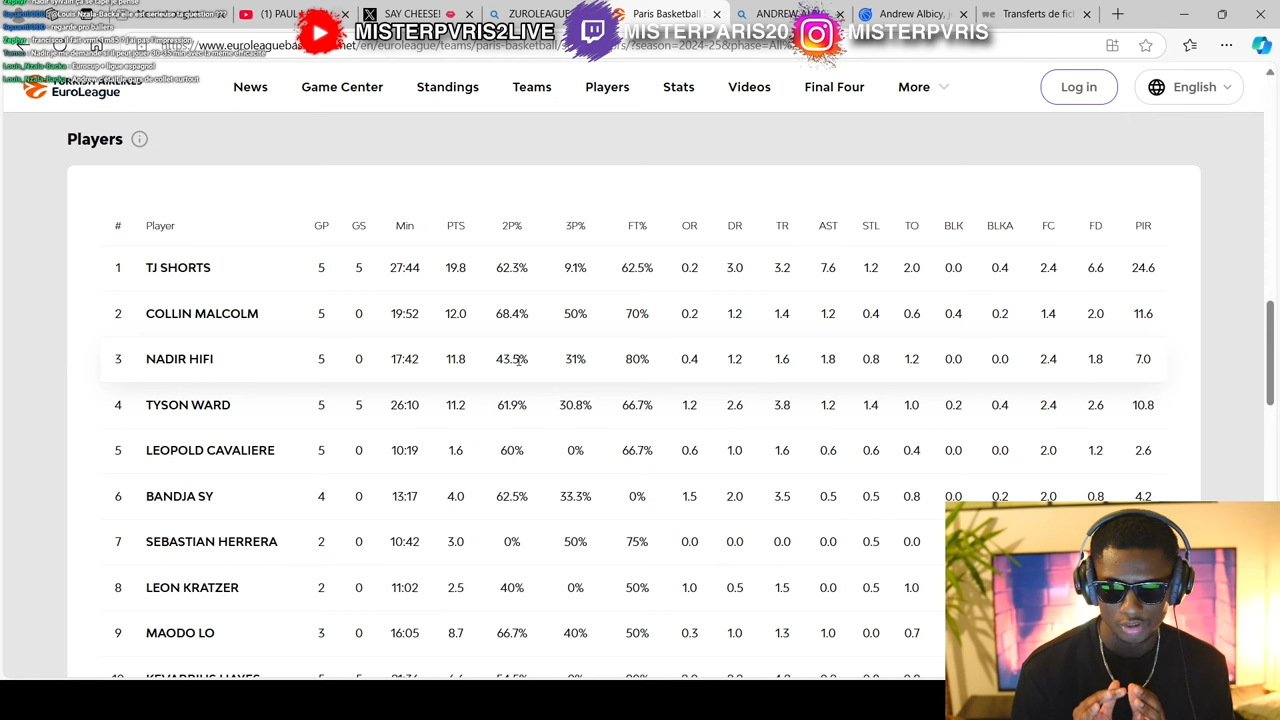 (1) PAUL
SAY CHEESE!
ZUROLEAGUE
Paris Basketball
ANDREW ALBICY
Andrew Albicy, j
Transferts et fic
MISTERPVRIS2LIVE
MISTERPARIS20
MISTERPVRIS
Louis_Nzala-Backa : Eurocup + ligue espagnol
EuroLeague
News
Game Center
Standings
Teams
Players
Stats
Videos
Final Four
More
Log in
English
Players
# Player GP GS Min PTS 2P% 3P% FT% OR DR TR AST STL TO BLK BLKA FC FD PIR
1 TJ SHORTS 5 5 27:44 19.8 62.3% 9.1% 62.5% 0.2 3.0 3.2 7.6 1.2 2.0 0.0 0.4 2.4 6.6 24.6
2 COLLIN MALCOLM 5 0 19:52 12.0 68.4% 50% 70% 0.2 1.2 1.4 1.2 0.4 0.6 0.4 0.2 1.4 2.0 11.6
3 NADIR HIFI 5 0 17:42 11.8 43.5% 31% 80% 0.4 1.2 1.6 1.8 0.8 1.2 0.0 0.0 2.4 1.8 7.0
4 TYSON WARD 5 5 26:10 11.2 61.9% 30.8% 66.7% 1.2 2.6 3.8 1.2 1.4 1.0 0.2 0.4 2.4 2.6 10.8
5 LEOPOLD CAVALIERE 5 0 10:19 1.6 60% 0% 66.7% 0.6 1.0 1.6 0.6 0.6 0.4 0.0 0.0 2.0 1.2 2.6
6 BANDJA SY 4 0 13:17 4.0 62.5% 33.3% 0% 1.5 2.0 3.5 0.5 0.5 0.8 0.0 0.2 2.0 0.8 4.2
7 SEBASTIAN HERRERA 2 0 10:42 3.0 0% 50% 75% 0.0 0.0 0.0 0.0 0.5 0.0
8 LEON KRATZER 2 0 11:02 2.5 40% 0% 50% 1.0 0.5 1.5 0.0 0.5 1.0
9 MAODO LO 3 0 16:05 8.7 66.7% 40% 50% 0.3 1.0 1.3 1.0 0.0 0.7